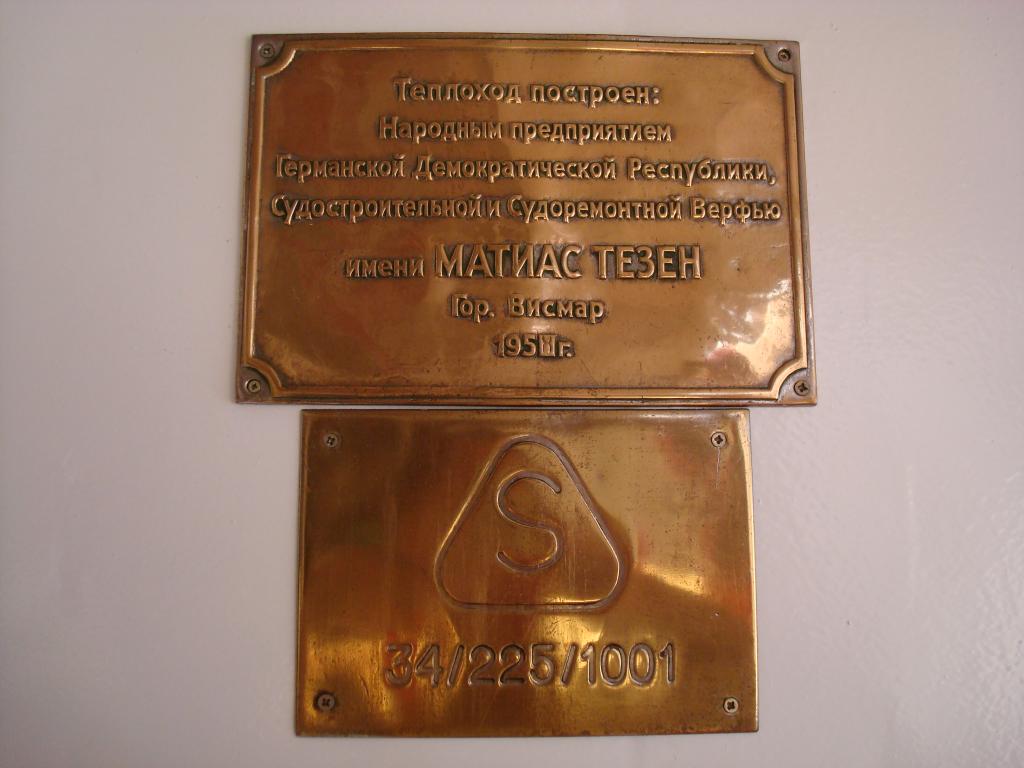 Теплоход построен:
Народным предприятием
Германской Демократической Республики,
Судостроительной и Судоремонтной Верфью
имени МАТИАС ТЕЗЕН
Гор. Висмар
S
34/225/1001